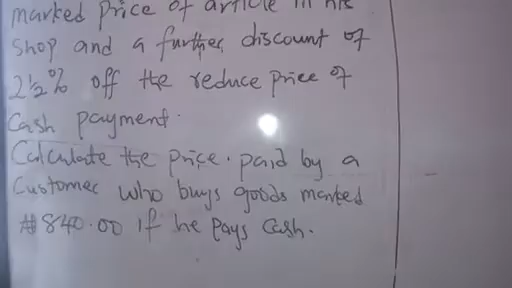 marked price of article in his
shop and a further discount of
2½% off the reduce price of
Cash payment.
Calculate the price. paid by a
Customer who buys goods marked
#840.00 if he pays cash.